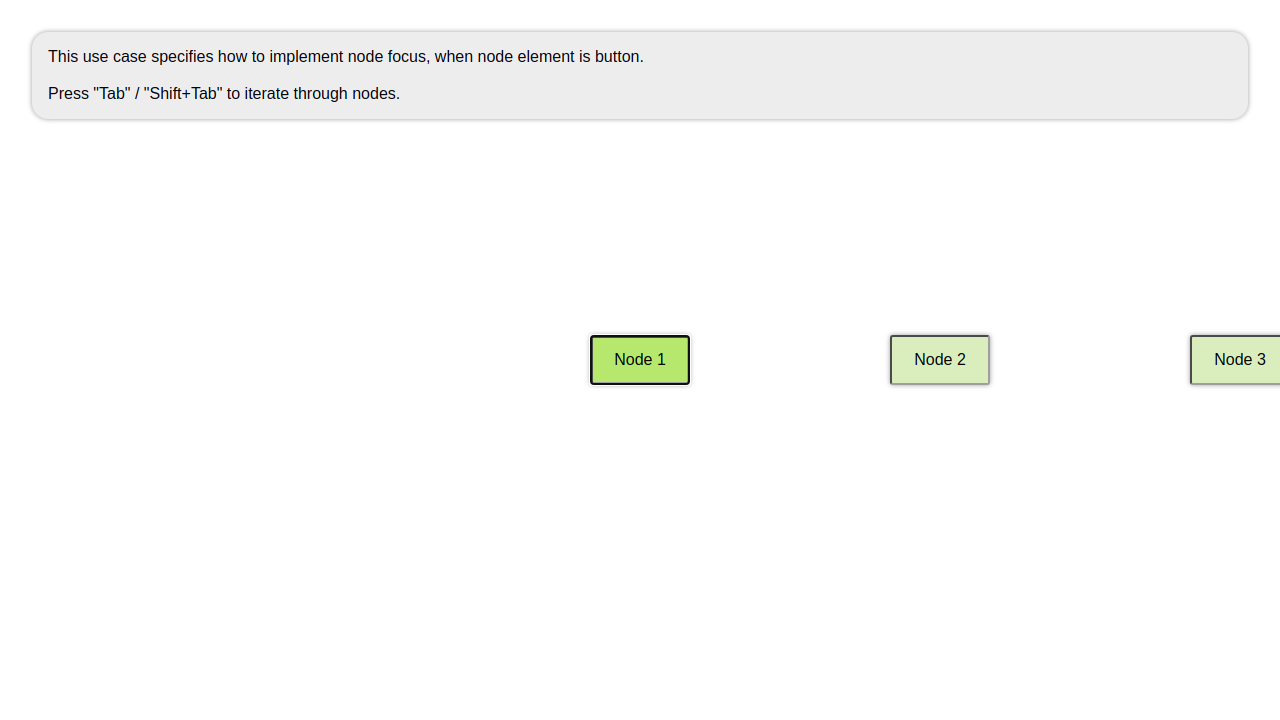 This use case specifies how to implement node focus, when node element is button.
Press "Tab" / "Shift+Tab" to iterate through nodes.
Node 1
Node 2
Node 3